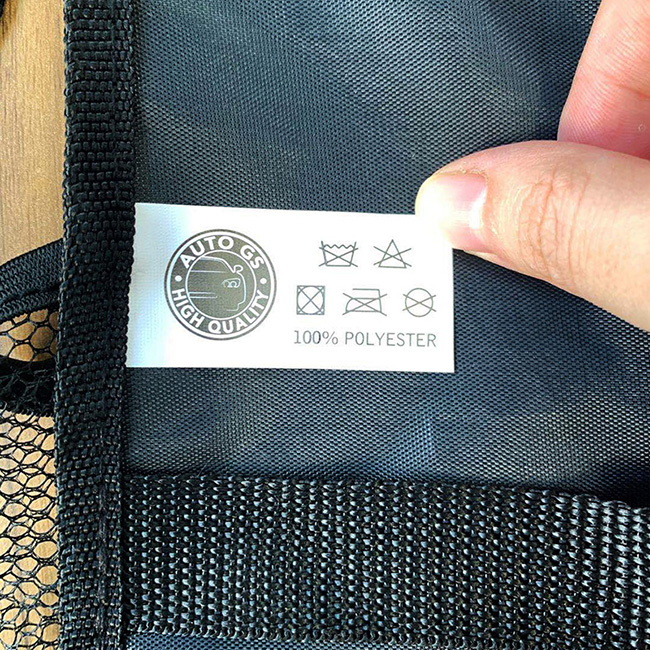 AUTO GS
HIGH QUALITY
100% POLYESTER